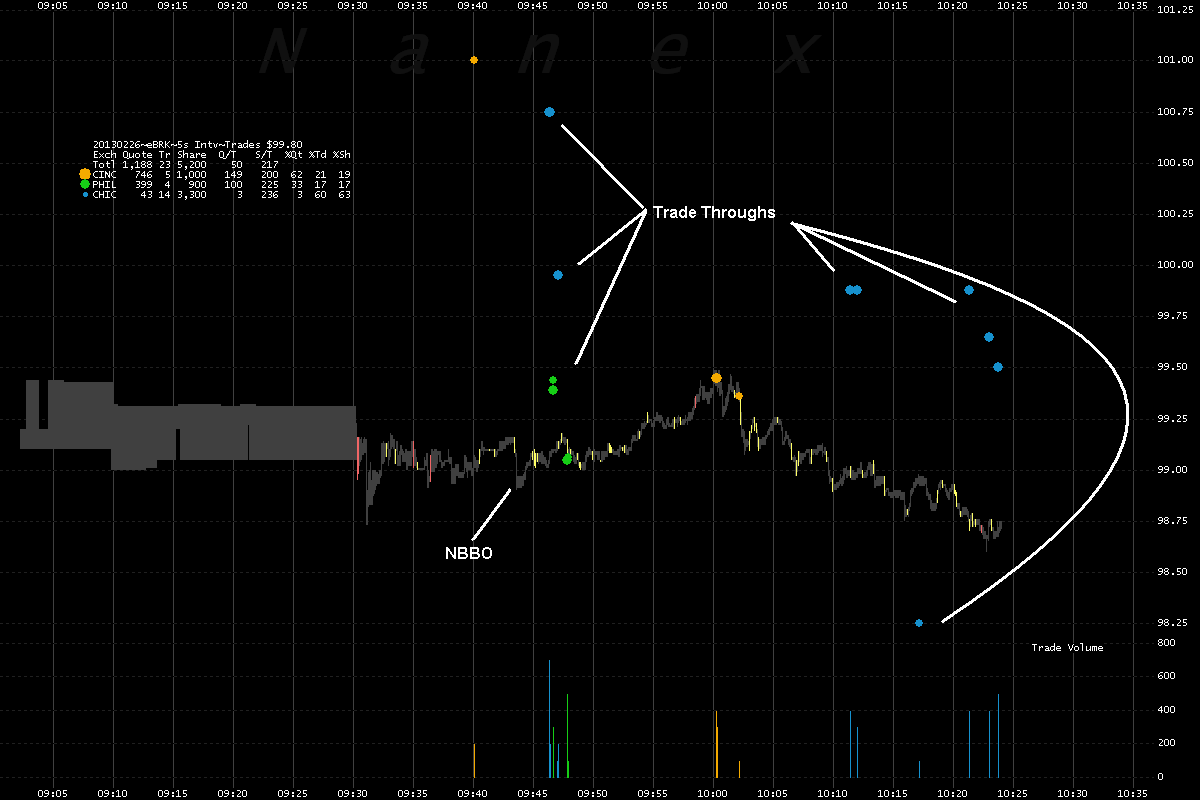 09:05 09:10 09:15 09:20 09:25 09:30 09:35 09:40 09:45 09:50 09:55 10:00 10:05 10:10 10:15 10:20 10:25 10:30 10:35
101.25
N a n e x
101.00
100.75
20130226~eBRK~5s Intv~Trades $99.80
Exch Quote Tr Share Q/T S/T %Qt %Td %Sh
Totl 1,188 23 5,200 50 217
CINC 746 5 1,000 149 200 62 21 19
PHIL 399 4 900 100 225 33 17 17
CHIC 43 14 3,300 3 236 3 60 63
100.50
Trade Throughs
100.25
100.00
99.75
99.50
99.25
99.00
98.75
NBBO
98.50
98.25
800
Trade Volume
600
400
200
0
09:05 09:10 09:15 09:20 09:25 09:30 09:35 09:40 09:45 09:50 09:55 10:00 10:05 10:10 10:15 10:20 10:25 10:30 10:35